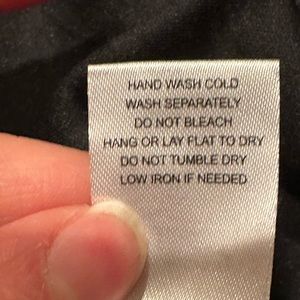 HAND WASH COLD
WASH SEPARATELY
DO NOT BLEACH
HANG OR LAY FLAT TO DRY
DO NOT TUMBLE DRY
LOW IRON IF NEEDED